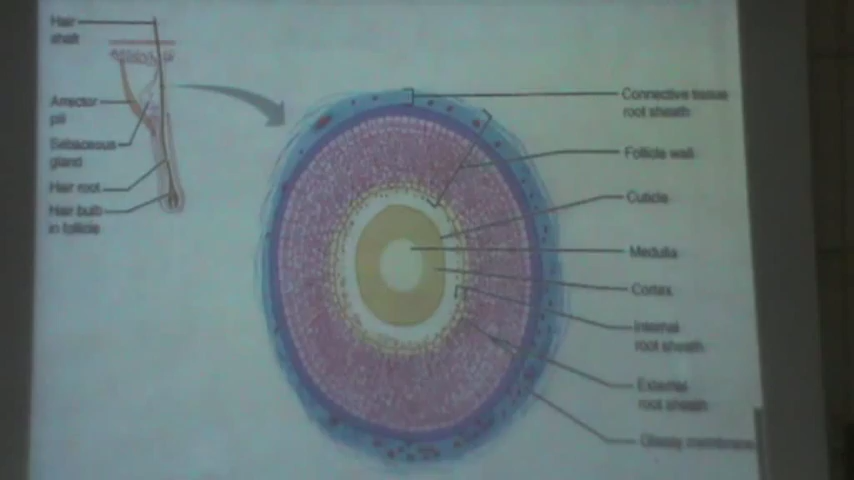 Hair
shaft
Arrector
pili
Sebaceous
gland
Hair root
Hair bulb
in follicle
Connective tissue
root sheath
Follicle wall
Cuticle
Medulla
Cortex
Internal
root sheath
External
root sheath
Glassy membrane